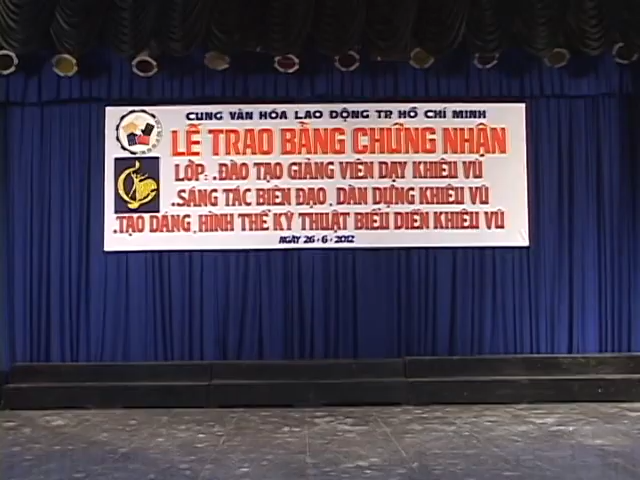 CUNG VĂN HÓA LAO ĐỘNG TP. HỒ CHÍ MINH
LỄ TRAO BẰNG CHỨNG NHẬN
LỚP: .ĐÀO TẠO GIẢNG VIÊN DẠY KHIÊU VŨ
.SÁNG TÁC BIÊN ĐẠO, DÀN DỰNG KHIÊU VŨ
.TẠO DÁNG, HÌNH THỂ KỸ THUẬT BIỂU DIỄN KHIÊU VŨ
NGÀY 26-6-2012